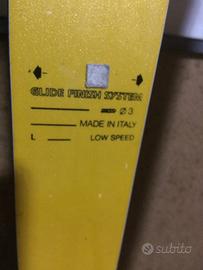 GLIDE FINISH SYSTEM
Ø 3
MADE IN ITALY
L LOW SPEED
subito